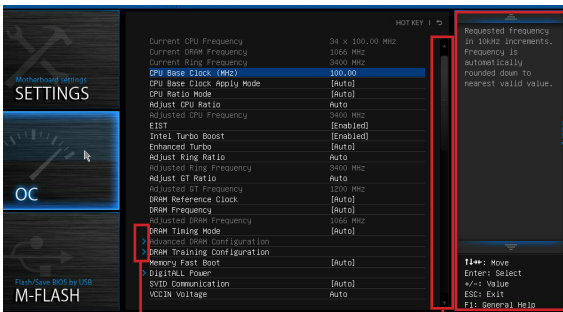 HOT KEY |
Current CPU Frequency 34 x 100.00 MHz
Current DRAM Frequency 1066 MHz
Current Ring Frequency 3400 MHz
CPU Base Clock (MHz) 100.00
CPU Base Clock Apply Mode [Auto]
CPU Ratio Mode [Auto]
Adjust CPU Ratio Auto
Adjusted CPU Frequency 3400 MHz
EIST [Enabled]
Intel Turbo Boost [Enabled]
Enhanced Turbo [Auto]
Adjust Ring Ratio Auto
Adjusted Ring Frequency 3400 MHz
Adjust GT Ratio Auto
Adjusted GT Frequency 1200 MHz
DRAM Reference Clock [Auto]
DRAM Frequency [Auto]
Adjusted DRAM Frequency 1066 MHz
DRAM Timing Mode [Auto]
> Advanced DRAM Configuration
> DRAM Training Configuration
Memory Fast Boot [Auto]
> DigitALL Power
SVID Communication [Auto]
VCCIN Voltage Auto
Motherboard settings
SETTINGS
OC
Flash/Save BIOS by USB
M-FLASH
Requested frequency
in 10kHz increments.
Frequency is
automatically
rounded down to
nearest valid value.
↑↓→←: Move
Enter: Select
+/-: Value
ESC: Exit
F1: General Help